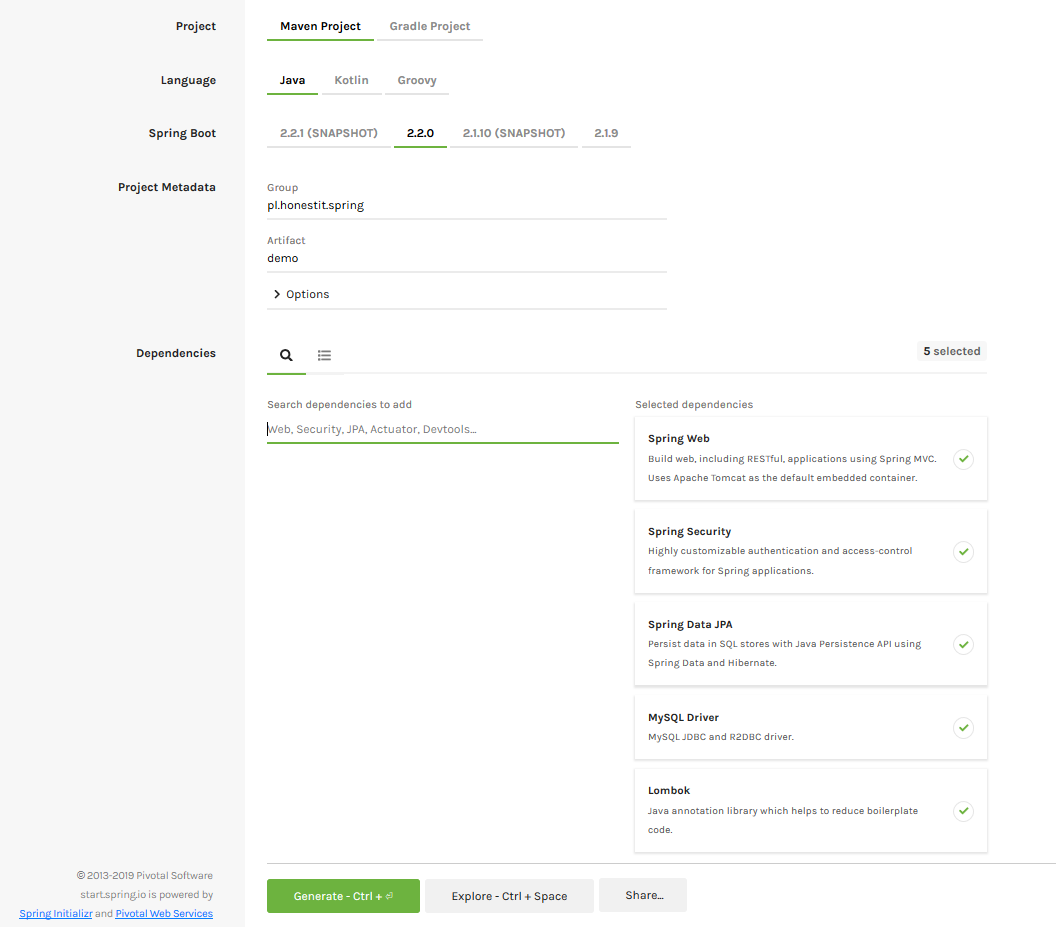 Project
Maven Project Gradle Project
Language
Java Kotlin Groovy
Spring Boot
2.2.1 (SNAPSHOT) 2.2.0 2.1.10 (SNAPSHOT) 2.1.9
Project Metadata
Group
pl.honestit.spring
Artifact
demo
Options
Dependencies
5 selected
Search dependencies to add
Web, Security, JPA, Actuator, Devtools...
Selected dependencies
Spring Web
Build web, including RESTful, applications using Spring MVC.
Uses Apache Tomcat as the default embedded container.
Spring Security
Highly customizable authentication and access-control
framework for Spring applications.
Spring Data JPA
Persist data in SQL stores with Java Persistence API using
Spring Data and Hibernate.
MySQL Driver
MySQL JDBC and R2DBC driver.
Lombok
Java annotation library which helps to reduce boilerplate
code.
© 2013-2019 Pivotal Software
start.spring.io is powered by
Spring Initializr and Pivotal Web Services
Generate - Ctrl + ⏎
Explore - Ctrl + Space
Share...